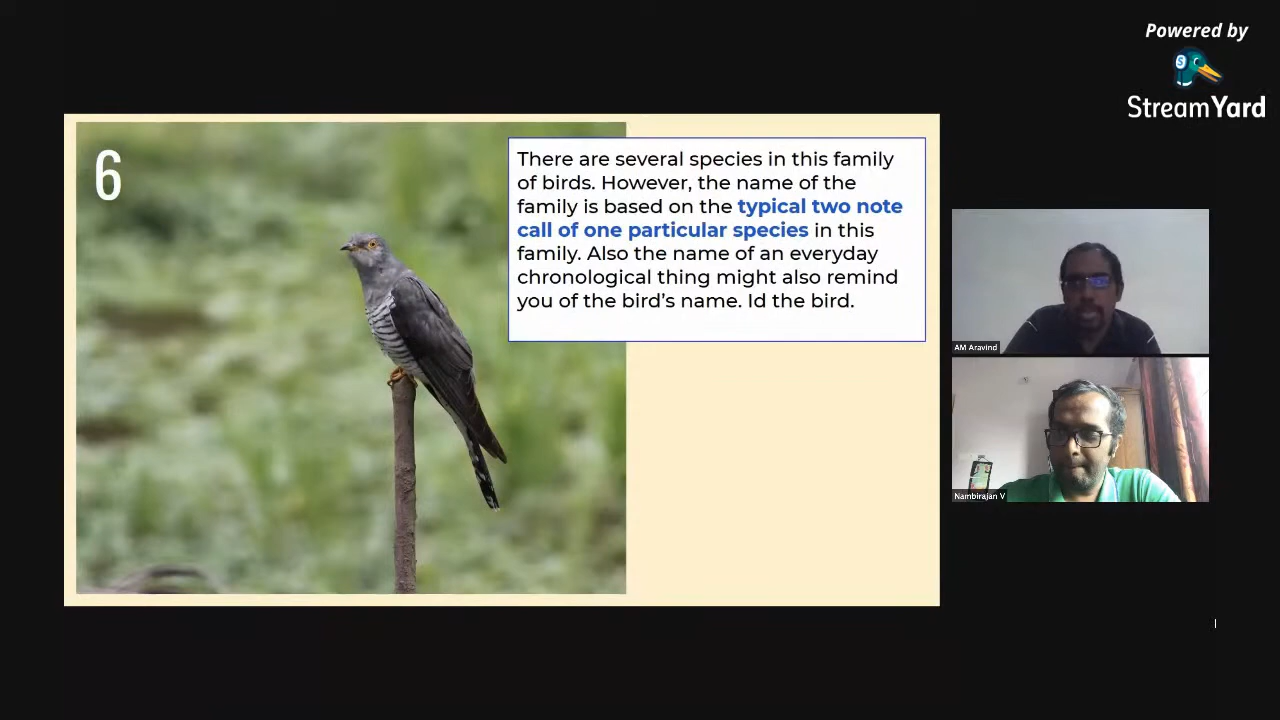 Powered by
StreamYard
6
There are several species in this family
of birds. However, the name of the
family is based on the typical two note
call of one particular species in this
family. Also the name of an everyday
chronological thing might also remind
you of the bird's name. Id the bird.
AM Aravind
Nambirajan V